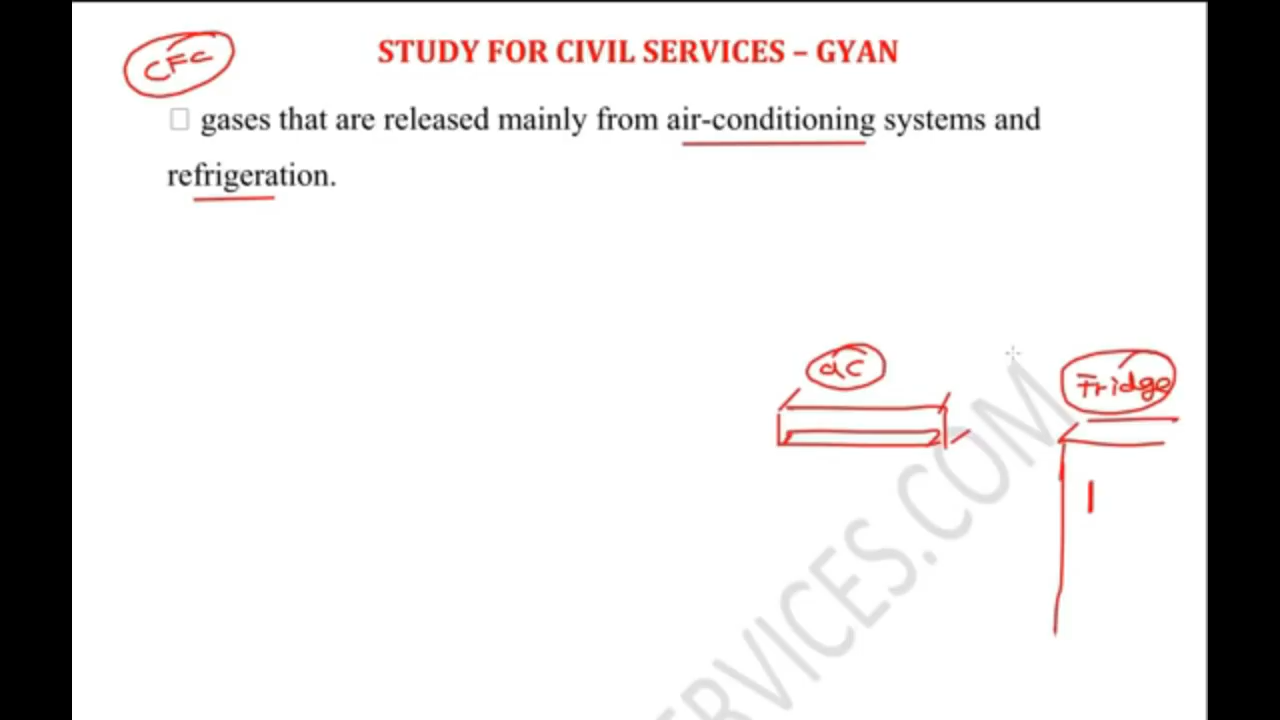 CFC
STUDY FOR CIVIL SERVICES – GYAN
gases that are released mainly from air-conditioning systems and
refrigeration.
ac
Fridge
RVICES.COM